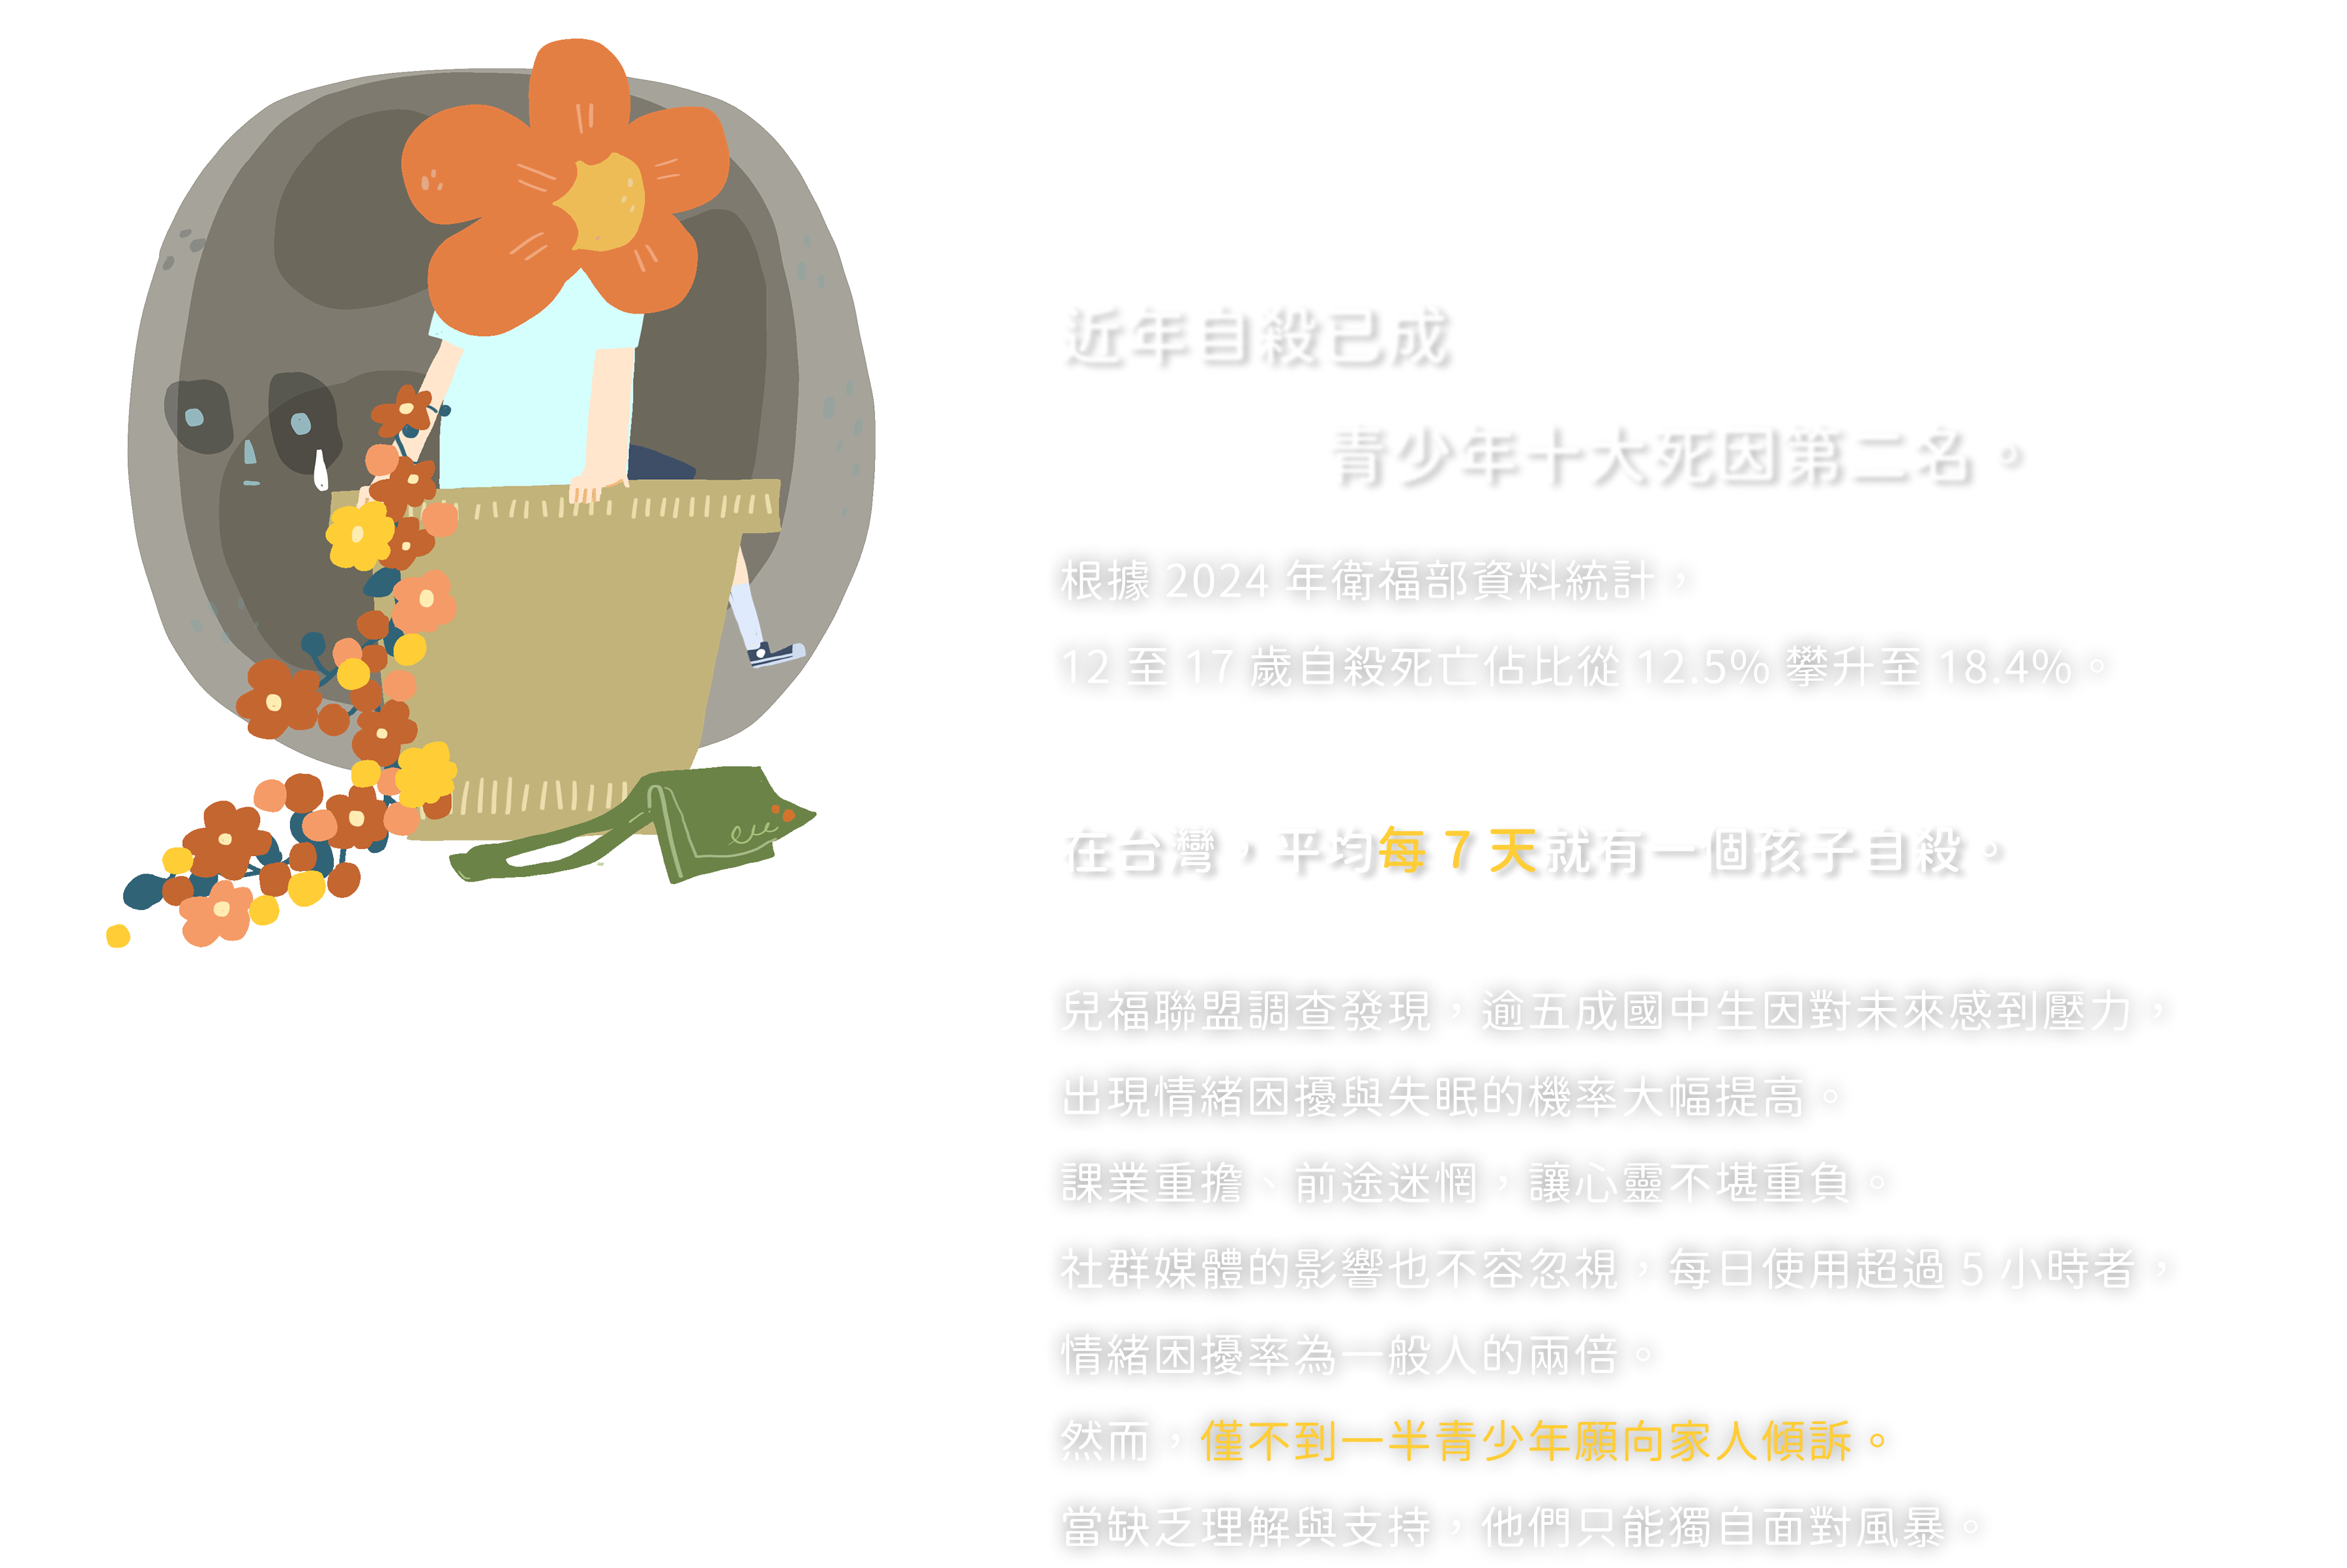 近年自殺已成
青少年十大死因第二名。
根據 2024 年衛福部資料統計，
12 至 17 歲自殺死亡佔比從 12.5% 攀升至 18.4%。
在台灣，平均每 7 天就有一個孩子自殺。
兒福聯盟調查發現，逾五成國中生因對未來感到壓力，
出現情緒困擾與失眠的機率大幅提高。
課業重擔、前途迷惘，讓心靈不堪重負。
社群媒體的影響也不容忽視，每日使用超過 5 小時者，
情緒困擾率為一般人的兩倍。
然而，僅不到一半青少年願向家人傾訴。
當缺乏理解與支持，他們只能獨自面對風暴。